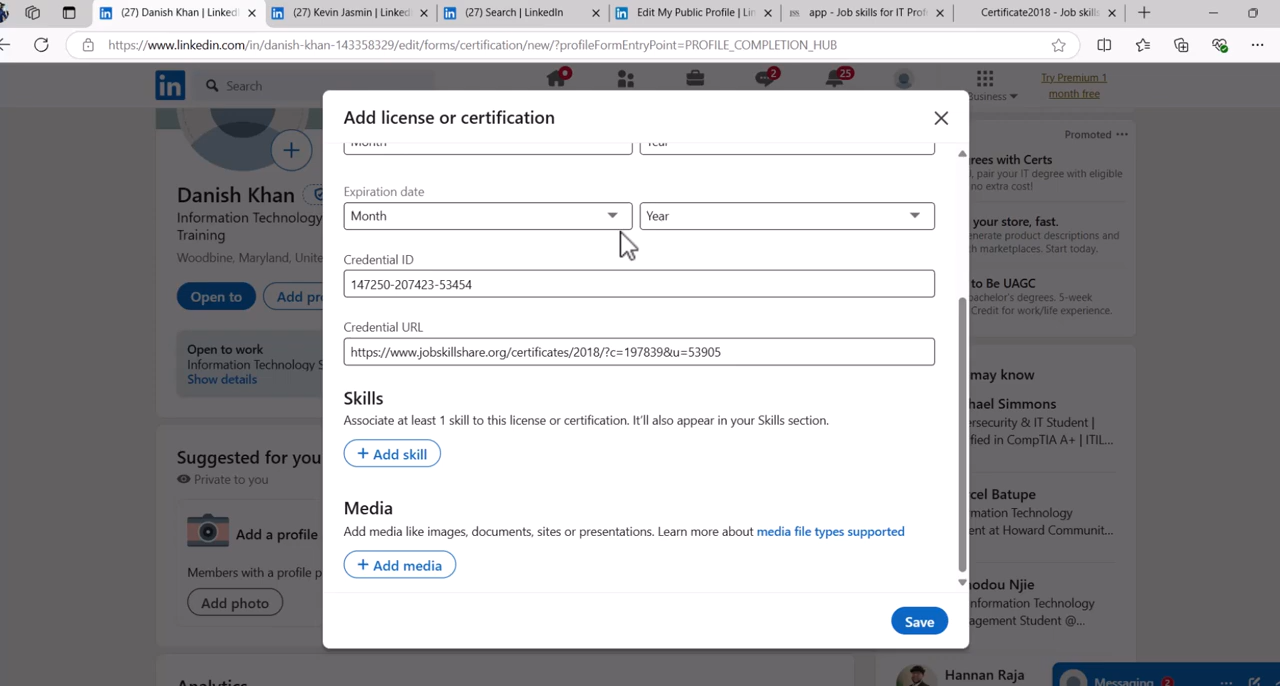 (27) Danish Khan | Linked
(27) Kevin Jasmin | Linked
(27) Search | LinkedIn
Edit My Public Profile | Lin
app - Job skills for IT Prof
Certificate2018 - Job skills
https://www.linkedin.com/in/danish-khan-143358329/edit/forms/certification/new/?profileFormEntryPoint=PROFILE_COMPLETION_HUB
in
Search
2
25
Business
Try Premium 1
month free
Danish Khan
Information Technology
Training
Woodbine, Maryland, Unite
Open to
Add pr
Open to work
Information Technology S
Show details
Suggested for you
Private to you
Add a profile
Members with a profile p
Add photo
Analytics
Add license or certification
Month
Year
Expiration date
Month
Year
Credential ID
147250-207423-53454
Credential URL
https://www.jobskillshare.org/certificates/2018/?c=197839&u=53905
Skills
Associate at least 1 skill to this license or certification. It'll also appear in your Skills section.
+ Add skill
Media
Add media like images, documents, sites or presentations. Learn more about media file types supported
+ Add media
Save
Promoted
rees with Certs
, pair your IT degree with eligible
no extra cost!
your store, fast.
enerate product descriptions and
h marketplaces. Start today.
to Be UAGC
bachelor's degrees. 5-week
Credit for work/life experience.
may know
hael Simmons
ersecurity & IT Student |
fied in CompTIA A+ | ITIL...
cel Batupe
mation Technology
ent at Howard Communit...
nodou Njie
nformation Technology
agement Student @...
Hannan Raja
Messaging
2